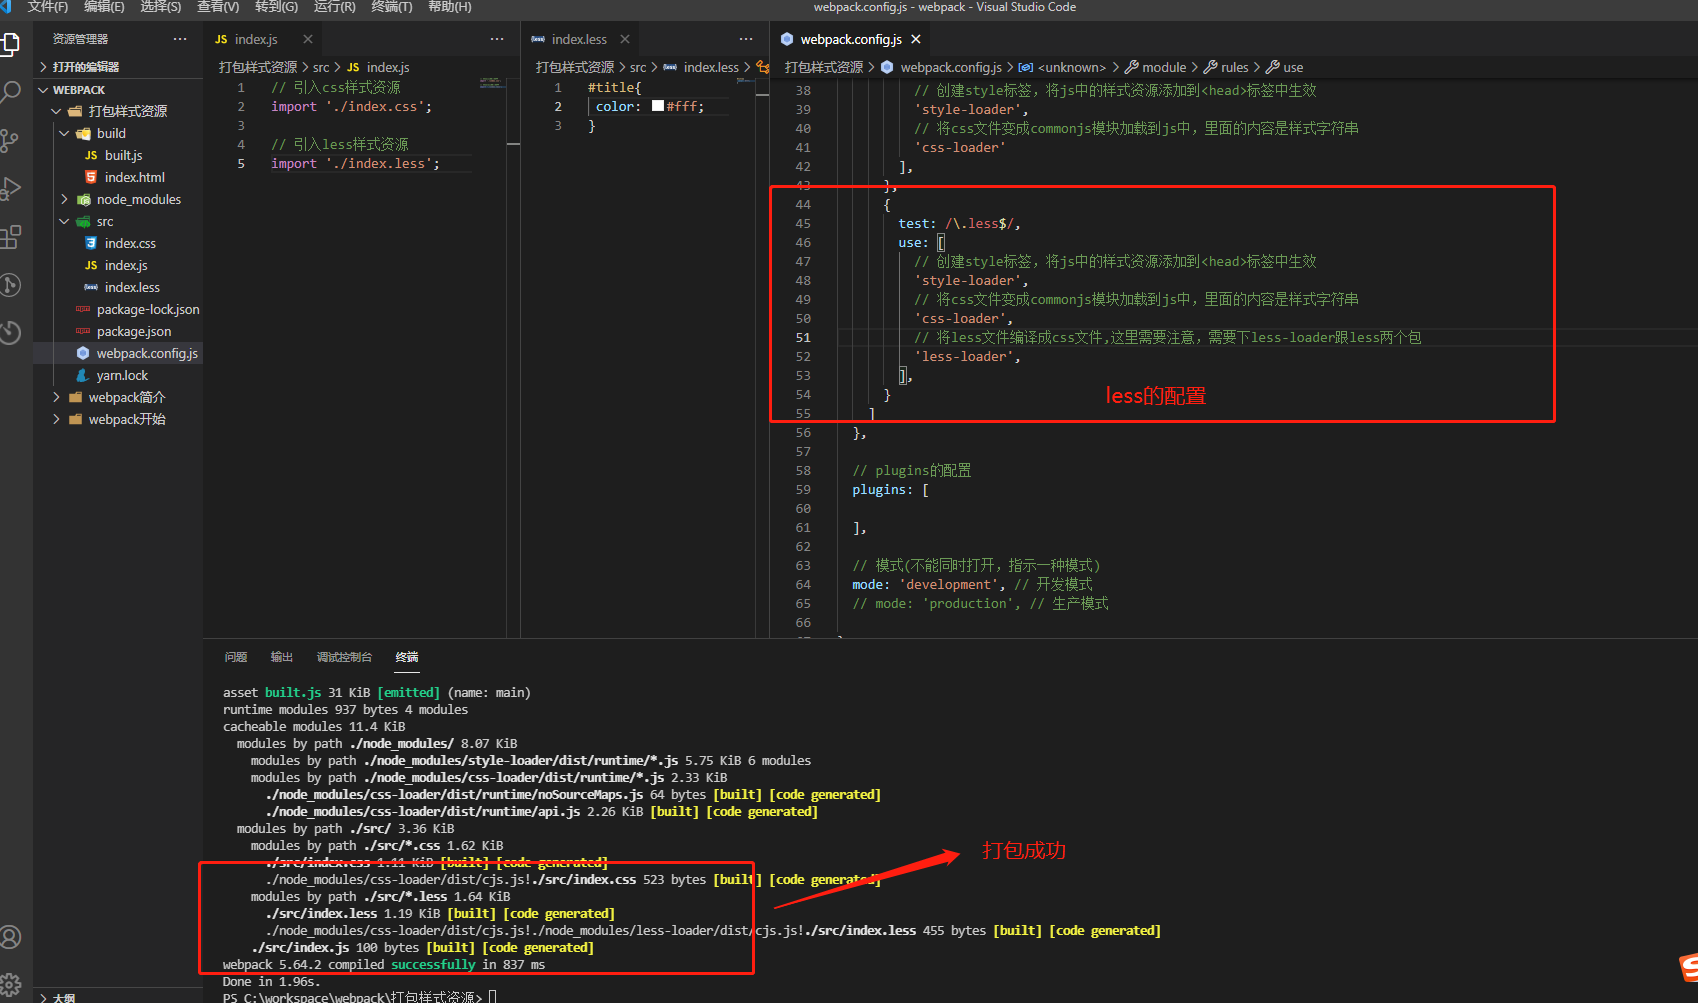 文件(F) 编辑(E) 选择(S) 查看(V) 转到(G) 运行(R) 终端(T) 帮助(H) webpack.config.js - webpack - Visual Studio Code
资源管理器 ···
打开的编辑器
WEBPACK
打包样式资源
build
JS built.js
index.html
node_modules
src
index.css
JS index.js
{less} index.less
package-lock.json
package.json
webpack.config.js
yarn.lock
webpack简介
webpack开始
大纲
JS index.js × ···
打包样式资源 > src > JS index.js
1 // 引入css样式资源
2 import './index.css';
3
4 // 引入less样式资源
5 import './index.less';
{less} index.less × ···
打包样式资源 > src > {less} index.less >
1 #title{
2 color: #fff;
3 }
webpack.config.js ×
打包样式资源 > webpack.config.js > <unknown> > module > rules > use
38 // 创建style标签，将js中的样式资源添加到<head>标签中生效
39 'style-loader',
40 // 将css文件变成commonjs模块加载到js中，里面的内容是样式字符串
41 'css-loader'
42 ],
43 },
44 {
45 test: /\.less$/,
46 use: [
47 // 创建style标签，将js中的样式资源添加到<head>标签中生效
48 'style-loader',
49 // 将css文件变成commonjs模块加载到js中，里面的内容是样式字符串
50 'css-loader',
51 // 将less文件编译成css文件,这里需要注意，需要下less-loader跟less两个包
52 'less-loader',
53 ],
54 }
less的配置
55 ]
56 },
57
58 // plugins的配置
59 plugins: [
60
61 ],
62
63 // 模式(不能同时打开，指示一种模式)
64 mode: 'development', // 开发模式
65 // mode: 'production', // 生产模式
66
问题 输出 调试控制台 终端
asset built.js 31 KiB [emitted] (name: main)
runtime modules 937 bytes 4 modules
cacheable modules 11.4 KiB
modules by path ./node_modules/ 8.07 KiB
modules by path ./node_modules/style-loader/dist/runtime/*.js 5.75 KiB 6 modules
modules by path ./node_modules/css-loader/dist/runtime/*.js 2.33 KiB
./node_modules/css-loader/dist/runtime/noSourceMaps.js 64 bytes [built] [code generated]
./node_modules/css-loader/dist/runtime/api.js 2.26 KiB [built] [code generated]
modules by path ./src/ 3.36 KiB
modules by path ./src/*.css 1.62 KiB
./src/index.css 1.11 KiB [built] [code generated]
打包成功
./node_modules/css-loader/dist/cjs.js!./src/index.css 523 bytes [built] [code generated]
modules by path ./src/*.less 1.64 KiB
./src/index.less 1.19 KiB [built] [code generated]
./node_modules/css-loader/dist/cjs.js!./node_modules/less-loader/dist/cjs.js!./src/index.less 455 bytes [built] [code generated]
./src/index.js 100 bytes [built] [code generated]
webpack 5.64.2 compiled successfully in 837 ms
Done in 1.96s.
PS C:\workspace\webpack\打包样式资源>